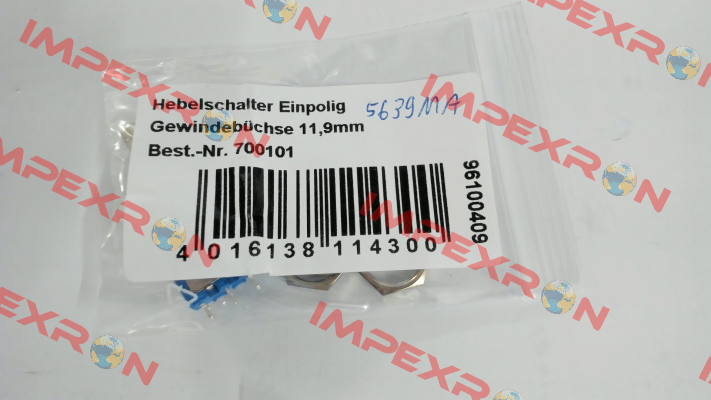 Hebelschalter Einpolig
5639MA
Gewindebüchse 11,9mm
Best.-Nr. 700101
96100409
4 016138 114300
IMPEXRON
IMPEXRON
IMPEXRON
IMPEXRON
IMPEXRON
IMPEXRON